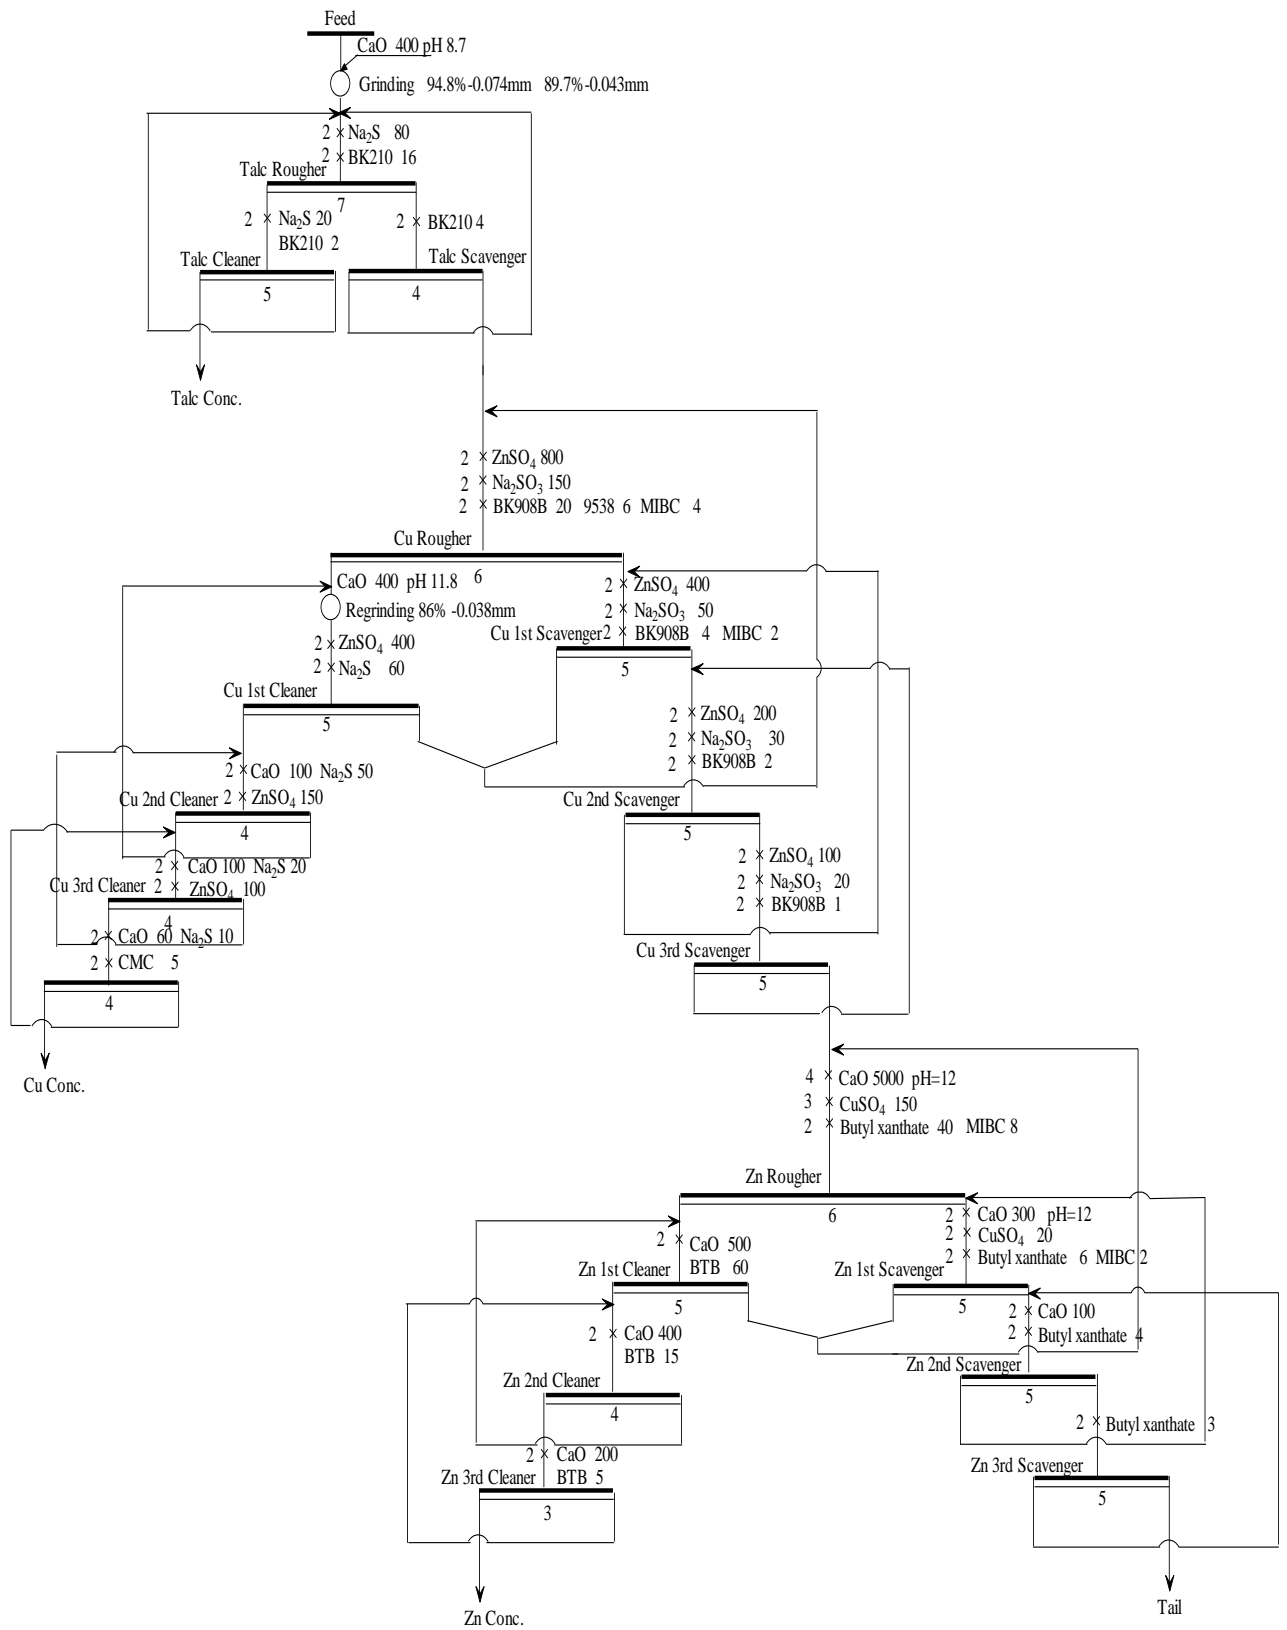 Feed
CaO 400 pH 8.7
Grinding 94.8%-0.074mm 89.7%-0.043mm
2 Na₂S 80
2 BK210 16
Talc Rougher
7
2 Na₂S 20
BK210 2
2 BK210 4
Talc Cleaner
Talc Scavenger
5
4
Talc Conc.
2 ZnSO₄ 800
2 Na₂SO₃ 150
2 BK908B 20 9538 6 MIBC 4
Cu Rougher
6
CaO 400 pH 11.8
Regrinding 86% -0.038mm
2 ZnSO₄ 400
2 Na₂SO₃ 50
2 BK908B 4 MIBC 2
Cu 1st Scavenger
5
2 ZnSO₄ 400
2 Na₂S 60
Cu 1st Cleaner
5
2 ZnSO₄ 200
2 Na₂SO₃ 30
2 BK908B 2
2 CaO 100 Na₂S 50
2 ZnSO₄ 150
Cu 2nd Cleaner
4
Cu 2nd Scavenger
5
2 CaO 100 Na₂S 20
2 ZnSO₄ 100
Cu 3rd Cleaner
4
2 ZnSO₄ 100
2 Na₂SO₃ 20
2 BK908B 1
2 CaO 60 Na₂S 10
2 CMC 5
4
Cu 3rd Scavenger
5
Cu Conc.
4 CaO 5000 pH=12
3 CuSO₄ 150
2 Butyl xanthate 40 MIBC 8
Zn Rougher
6
2 CaO 300 pH=12
2 CuSO₄ 20
2 Butyl xanthate 6 MIBC 2
2 CaO 500
BTB 60
Zn 1st Cleaner
5
Zn 1st Scavenger
5
2 CaO 100
2 Butyl xanthate 4
2 CaO 400
BTB 15
Zn 2nd Cleaner
4
Zn 2nd Scavenger
5
2 Butyl xanthate 3
2 CaO 200
BTB 5
Zn 3rd Cleaner
3
Zn 3rd Scavenger
5
Zn Conc.
Tail